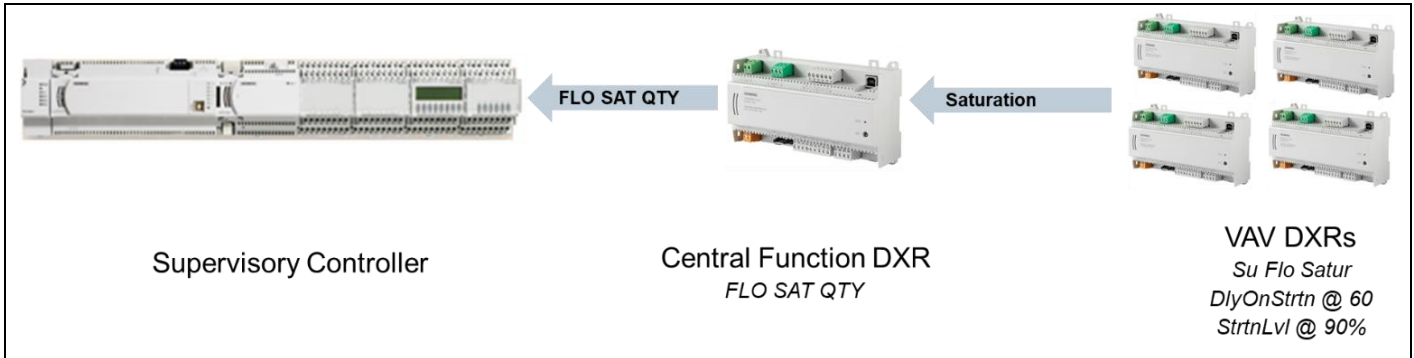 FLO SAT QTY
Saturation
Supervisory Controller
Central Function DXR
FLO SAT QTY
VAV DXRs
Su Flo Satur
DlyOnStrtn @ 60
StrtnLvl @ 90%